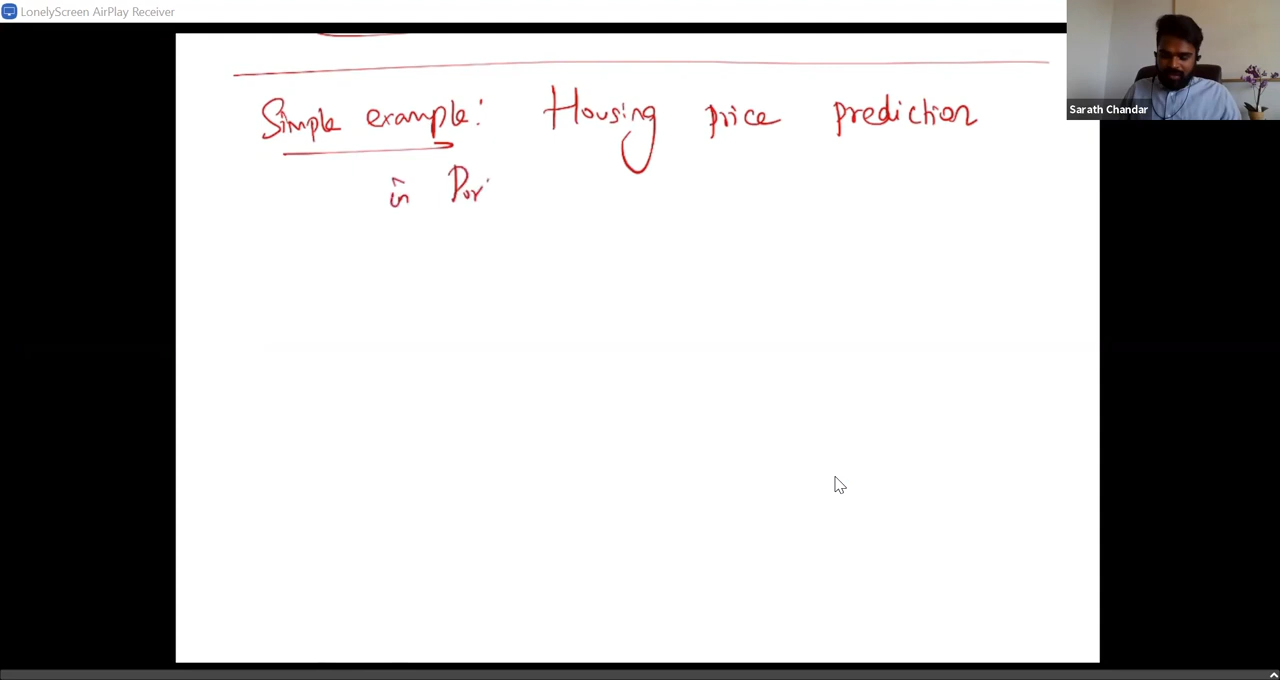 LonelyScreen AirPlay Receiver
Sarath Chandar
Simple example: Housing price prediction
in Por